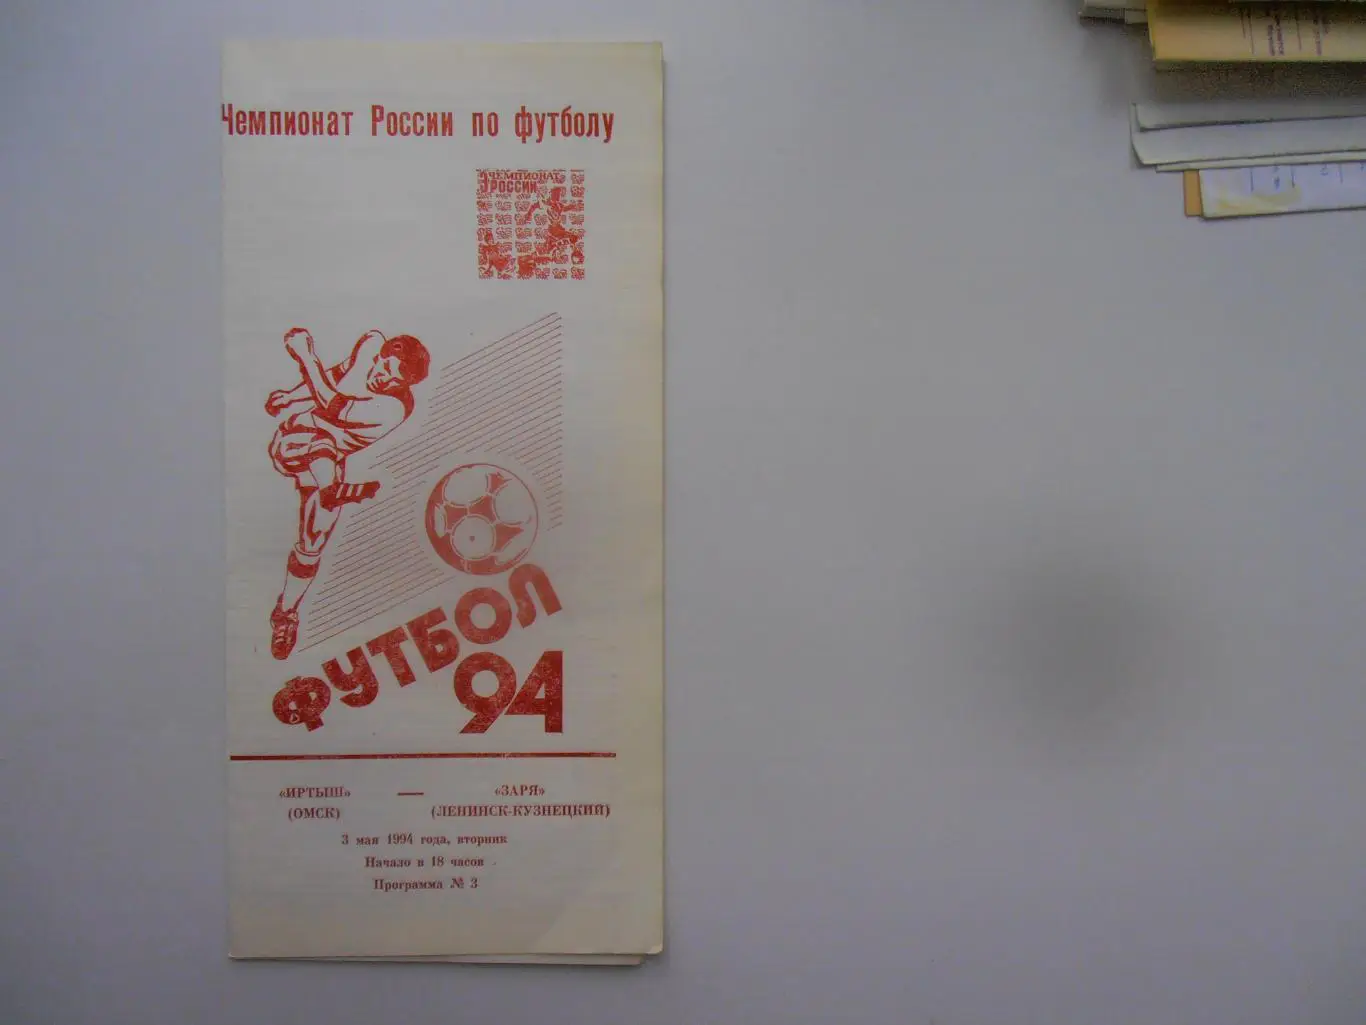 Чемпионат России по футболу
ЧЕМПИОНАТ
РОССИИ
ФУТБОЛ
94
«ИРТЫШ» — «ЗАРЯ»
(ОМСК) (ЛЕНИНСК-КУЗНЕЦКИЙ)
3 мая 1994 года, вторник
Начало в 18 часов
Программа № 3